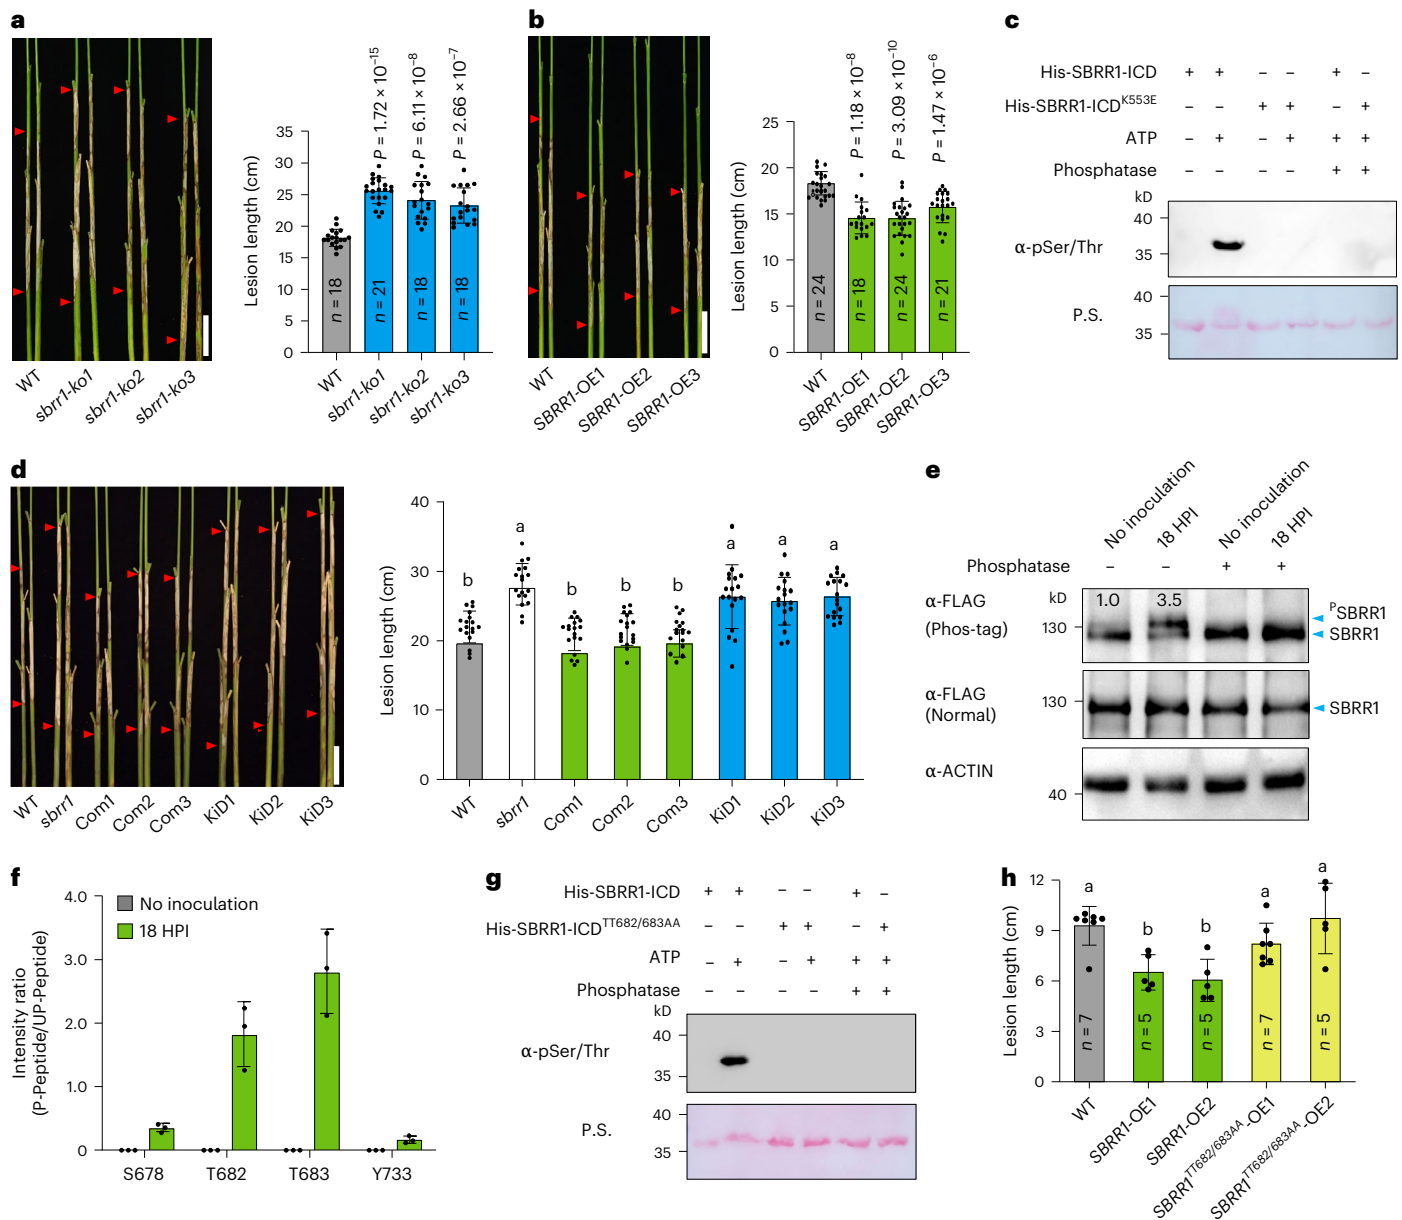 a
WT
sbrr1-ko1
sbrr1-ko2
sbrr1-ko3
Lesion length (cm)
35
30
25
20
15
10
5
0
P = 1.72 × 10⁻¹⁵
P = 6.11 × 10⁻⁸
P = 2.66 × 10⁻⁷
n = 18
n = 21
n = 18
n = 18
WT
sbrr1-ko1
sbrr1-ko2
sbrr1-ko3
b
WT
SBRR1-OE1
SBRR1-OE2
SBRR1-OE3
Lesion length (cm)
25
20
15
10
5
0
P = 1.18 × 10⁻⁸
P = 3.09 × 10⁻¹⁰
P = 1.47 × 10⁻⁶
n = 24
n = 18
n = 24
n = 21
WT
SBRR1-OE1
SBRR1-OE2
SBRR1-OE3
c
His-SBRR1-ICD + + – – + –
His-SBRR1-ICDᴷ⁵⁵³ᴱ – – + + – +
ATP – + – + + +
Phosphatase – – – – + +
kD
40
α-pSer/Thr
35
40
P.S.
35
d
WT
sbrr1
Com1
Com2
Com3
KiD1
KiD2
KiD3
Lesion length (cm)
40
30
20
10
0
b
a
b
b
b
a
a
a
WT
sbrr1
Com1
Com2
Com3
KiD1
KiD2
KiD3
e
No inoculation
18 HPI
No inoculation
18 HPI
Phosphatase – – + +
α-FLAG
(Phos-tag)
kD
1.0
3.5
130
ᴾSBRR1
SBRR1
α-FLAG
(Normal)
130
SBRR1
α-ACTIN
40
f
No inoculation
18 HPI
Intensity ratio
(P-Peptide/UP-Peptide)
4.0
3.0
2.0
1.0
0
S678
T682
T683
Y733
g
His-SBRR1-ICD + + – – + –
His-SBRR1-ICDᵀᵀ⁶⁸²/⁶⁸³ᴬᴬ – – + + – +
ATP – + – + + +
Phosphatase – – – – + +
kD
40
α-pSer/Thr
35
40
P.S.
35
h
Lesion length (cm)
12
9
6
3
0
a
b
b
a
a
n = 7
n = 5
n = 5
n = 7
n = 5
WT
SBRR1-OE1
SBRR1-OE2
SBRR1ᵀᵀ⁶⁸²/⁶⁸³ᴬᴬ-OE1
SBRR1ᵀᵀ⁶⁸²/⁶⁸³ᴬᴬ-OE2